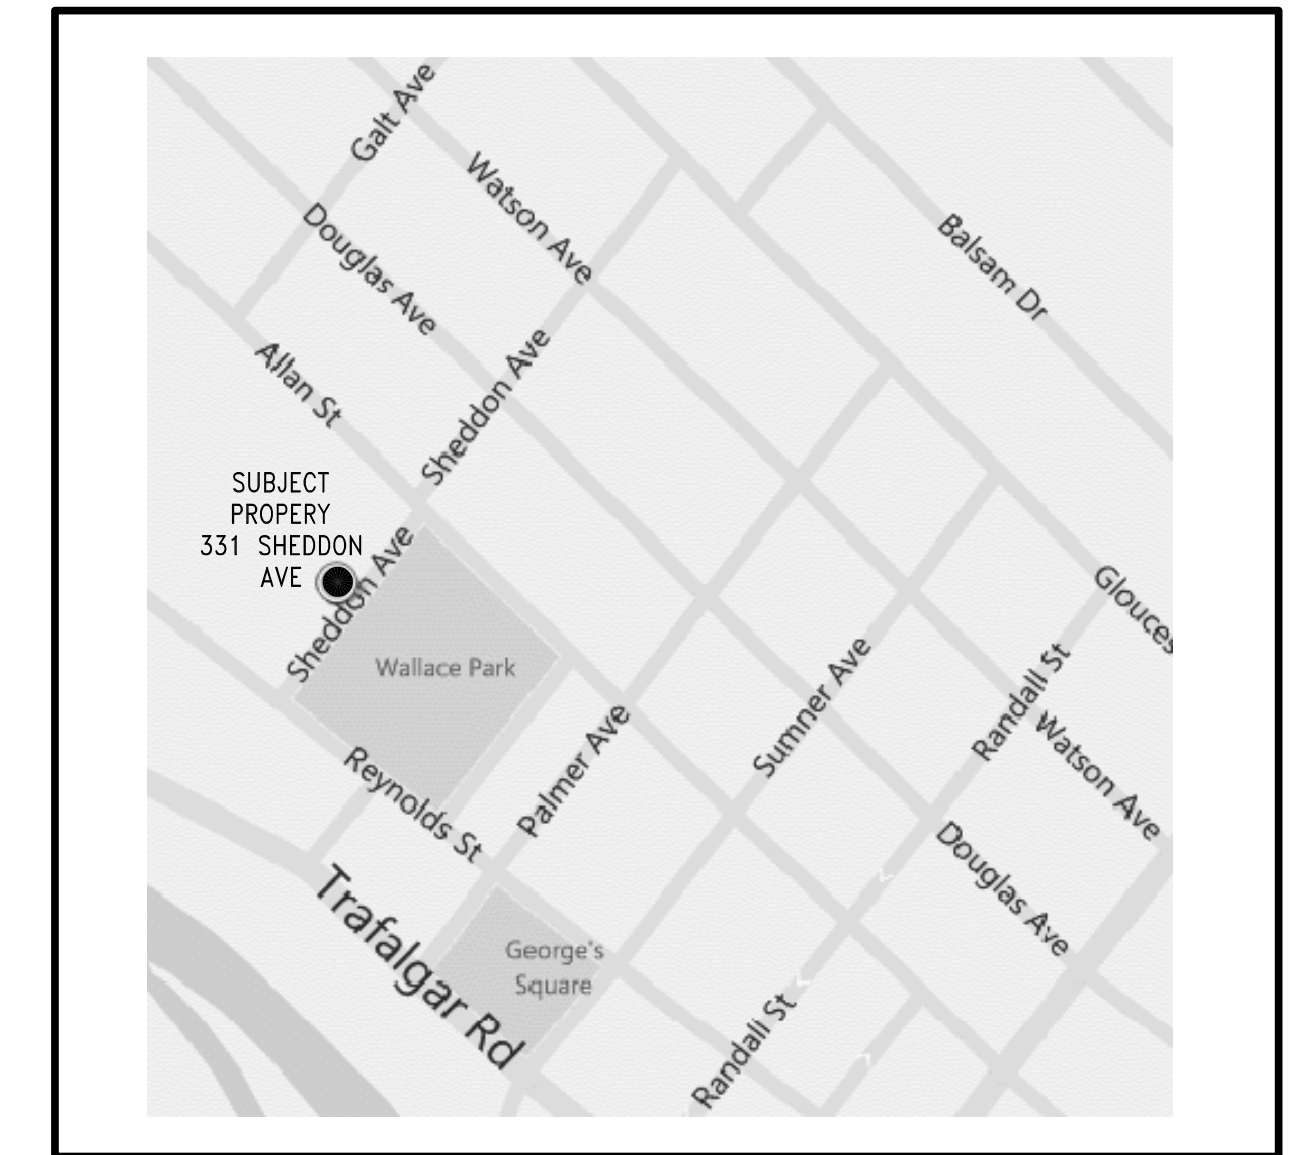 Galt Ave
Watson Ave
Douglas Ave
Balsam Dr
Allan St
Sheddon Ave
SUBJECT
PROPERY
331 SHEDDON
AVE
Sheddon Ave
Wallace Park
Glouces
Randall St
Sumner Ave
Watson Ave
Palmer Ave
Reynolds St
Douglas Ave
Trafalgar Rd
George's
Square
Randall St